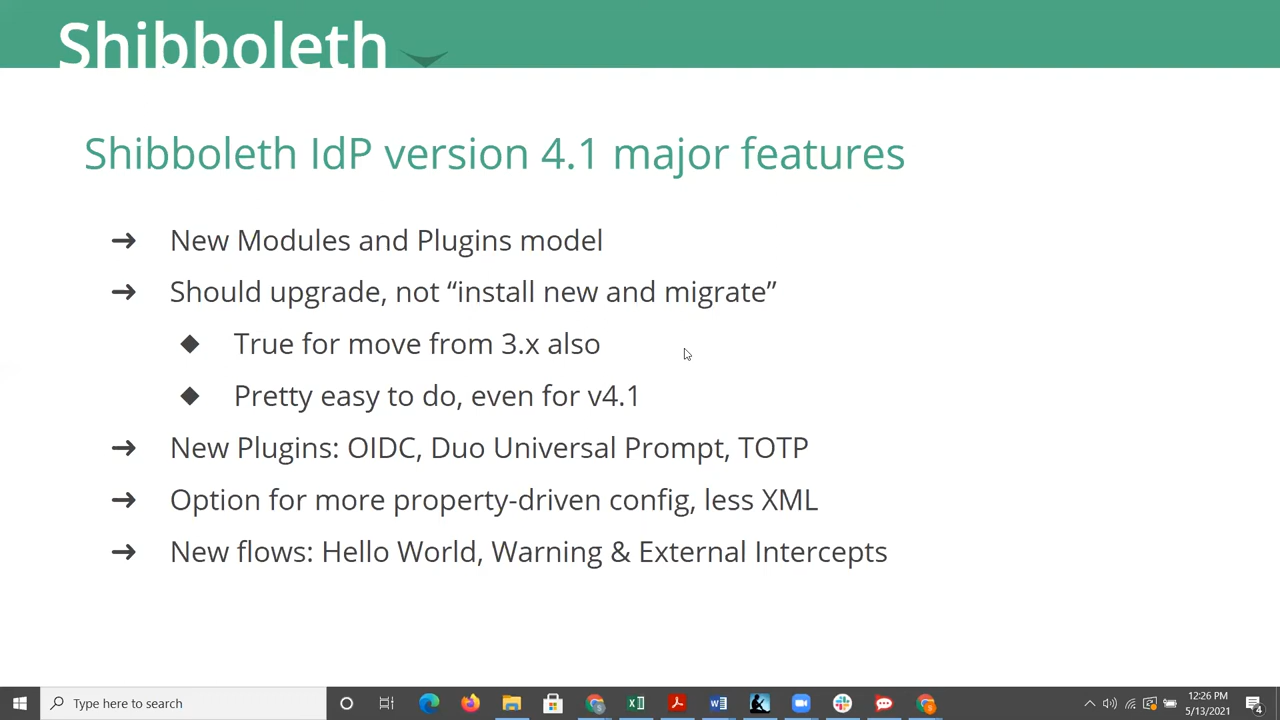 Shibboleth
Shibboleth IdP version 4.1 major features
➔ New Modules and Plugins model
➔ Should upgrade, not “install new and migrate”
◆ True for move from 3.x also
◆ Pretty easy to do, even for v4.1
➔ New Plugins: OIDC, Duo Universal Prompt, TOTP
➔ Option for more property-driven config, less XML
➔ New flows: Hello World, Warning & External Intercepts
Type here to search
12:26 PM
5/13/2021
4